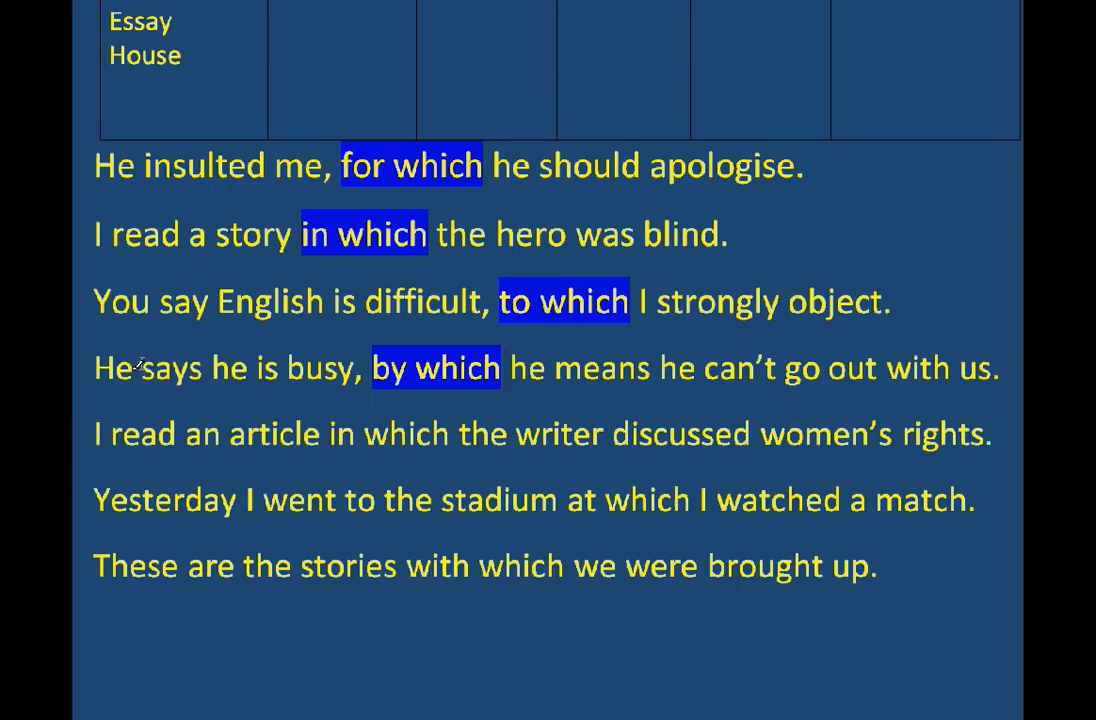 Essay
House
He insulted me, for which he should apologise.
I read a story in which the hero was blind.
You say English is difficult, to which I strongly object.
He says he is busy, by which he means he can’t go out with us.
I read an article in which the writer discussed women’s rights.
Yesterday I went to the stadium at which I watched a match.
These are the stories with which we were brought up.